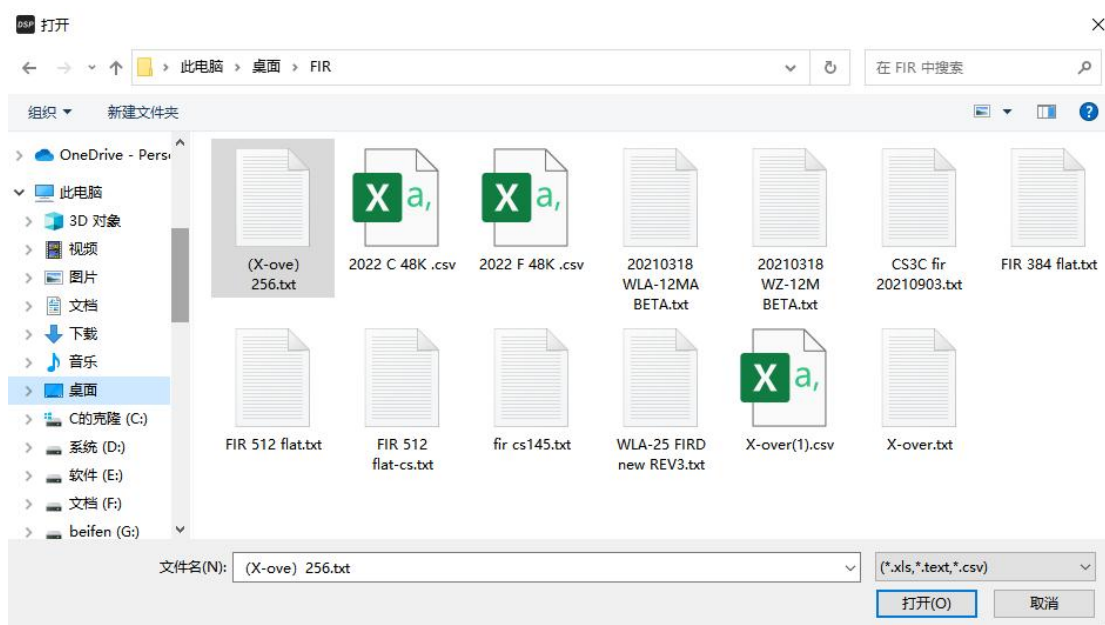 DSP 打开
此电脑 > 桌面 > FIR
在 FIR 中搜索
组织
新建文件夹
OneDrive - Pers
此电脑
3D 对象
视频
图片
文档
下载
音乐
桌面
C的克隆 (C:)
系统 (D:)
软件 (E:)
文档 (F:)
beifen (G:)
(X-ove)
256.txt
2022 C 48K .csv
2022 F 48K .csv
20210318
WLA-12MA
BETA.txt
20210318
WZ-12M
BETA.txt
CS3C fir
20210903.txt
FIR 384 flat.txt
FIR 512 flat.txt
FIR 512
flat-cs.txt
fir cs145.txt
WLA-25 FIRD
new REV3.txt
X-over(1).csv
X-over.txt
文件名(N):
(X-ove) 256.txt
(*.xls,*.text,*.csv)
打开(O)
取消